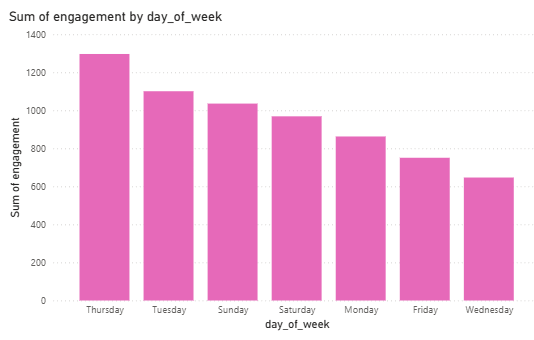 Sum of engagement by day_of_week
Sum of engagement
1400
1200
1000
800
600
400
200
0
Thursday Tuesday Sunday Saturday Monday Friday Wednesday
day_of_week